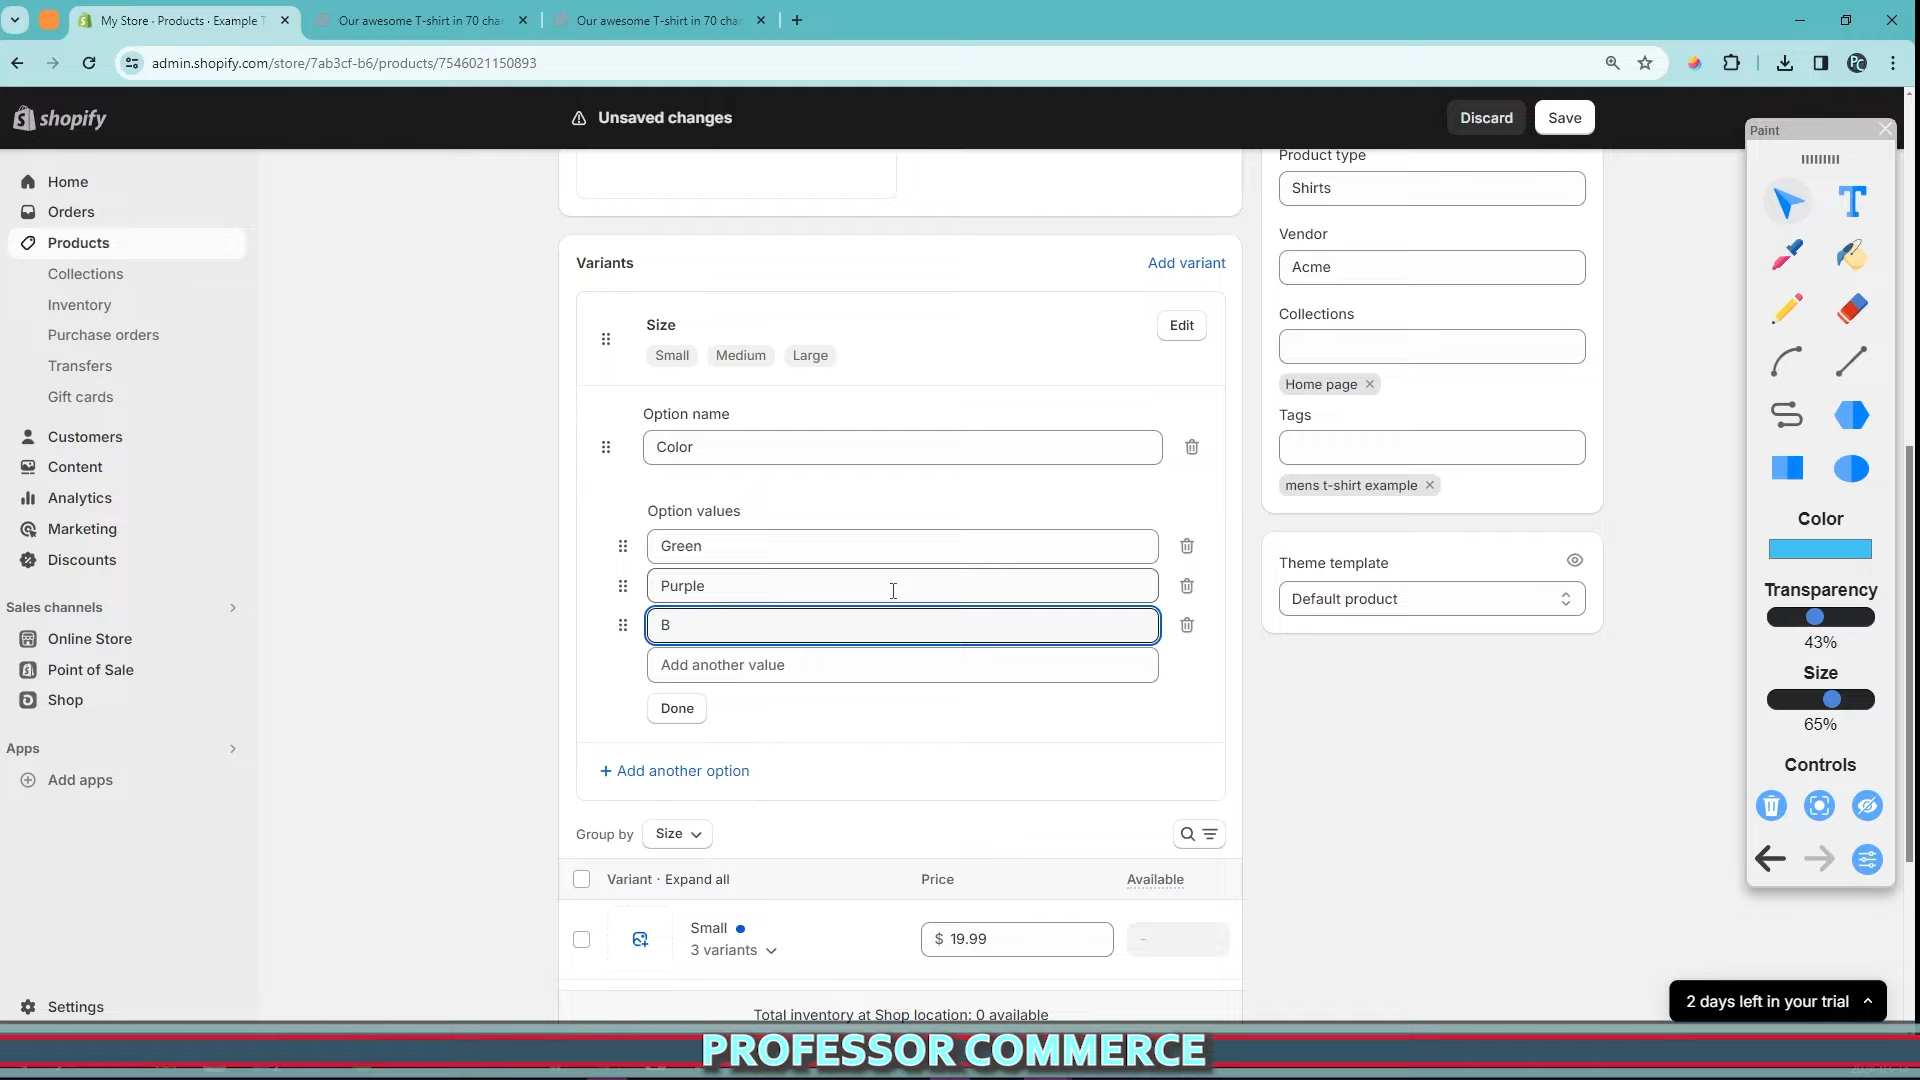 My Store · Products · Example T
Our awesome T-shirt in 70 cha
Our awesome T-shirt in 70 cha
admin.shopify.com/store/7ab3cf-b6/products/7546021150893
shopify
Unsaved changes
Discard
Save
Paint
Home
Orders
Products
Collections
Inventory
Purchase orders
Transfers
Gift cards
Customers
Content
Analytics
Marketing
Discounts
Sales channels
Online Store
Point of Sale
Shop
Apps
Add apps
Settings
Variants
Add variant
Size
Edit
Small Medium Large
Option name
Color
Option values
Green
Purple
B
Add another value
Done
+ Add another option
Group by Size
Variant · Expand all Price Available
Small
3 variants
$ 19.99
-
Total inventory at Shop location: 0 available
Product type
Shirts
Vendor
Acme
Collections
Home page
Tags
mens t-shirt example
Theme template
Default product
T
Color
Transparency
43%
Size
65%
Controls
2 days left in your trial
PROFESSOR COMMERCE